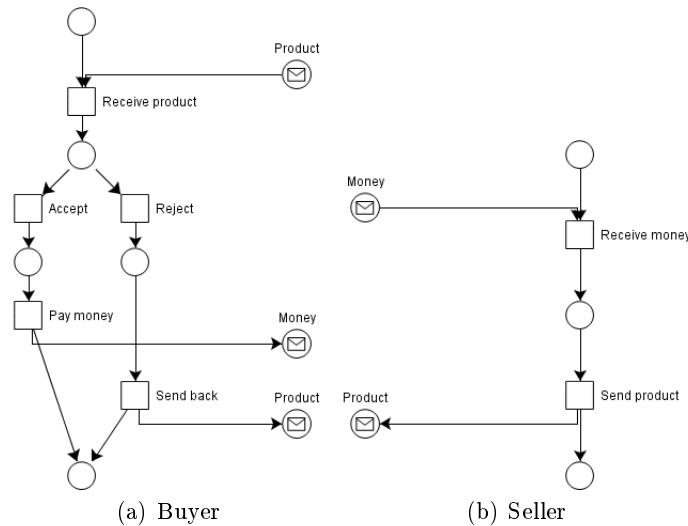 Product
Receive product
Accept
Reject
Pay money
Money
Send back
Product
(a) Buyer
Money
Receive money
Send product
Product
(b) Seller